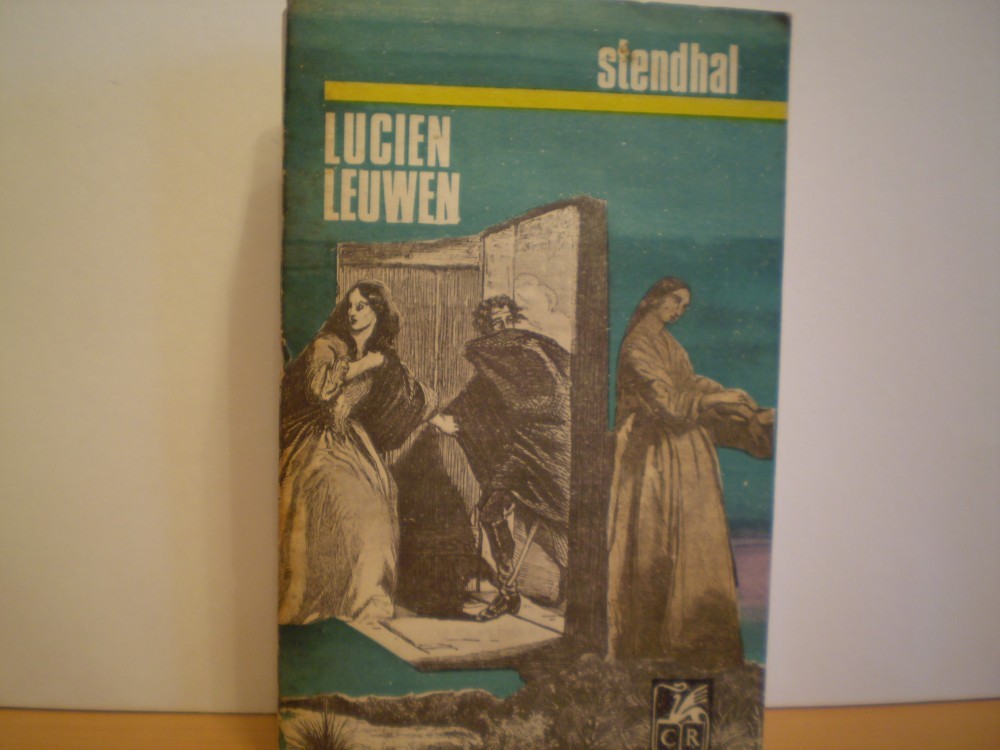 stendhal
LUCIEN
LEUWEN
C R